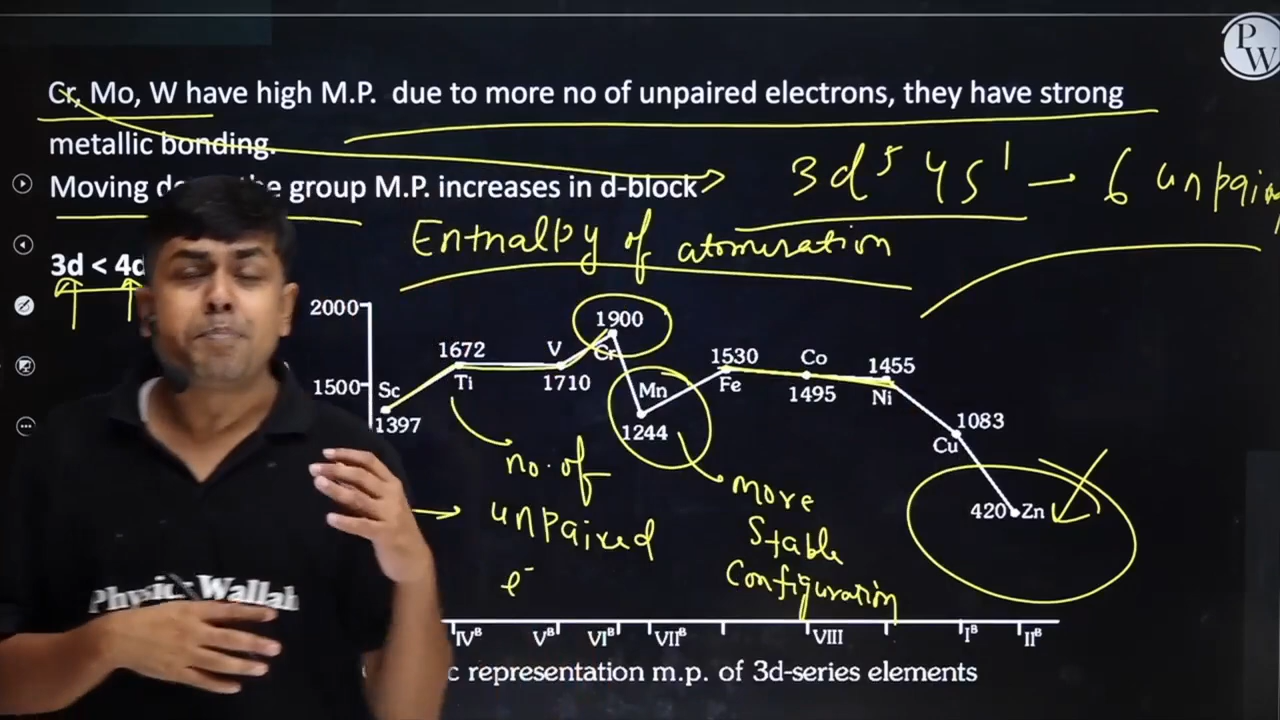 PW
Cr, Mo, W have high M.P. due to more no of unpaired electrons, they have strong
metallic bonding.
3d⁵ 4s¹ → 6
Moving the group M.P. increases in d-block
Enthalpy of atomisation
3d < 4d
2000
1500
Sc
1397
1672
Ti
V
1710
1900
Cr
Mn
1244
1530
Fe
Co
1495
1455
Ni
1083
Cu
420 Zn
no. of
unpaired
e⁻
more
Stable
Configuration
Wallah
IVᴮ Vᴮ VIᴮ VIIᴮ VIII Iᴮ IIᴮ
representation m.p. of 3d-series elements